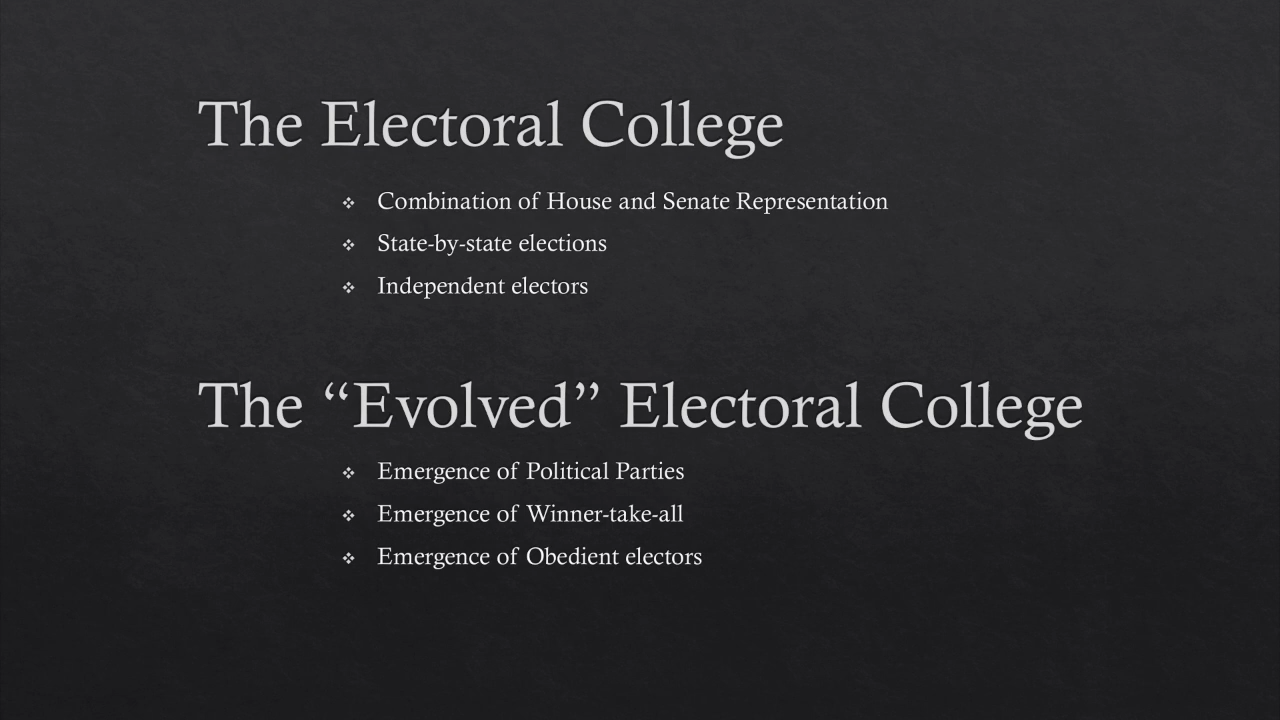 The Electoral College
❖ Combination of House and Senate Representation
❖ State-by-state elections
❖ Independent electors
The “Evolved” Electoral College
❖ Emergence of Political Parties
❖ Emergence of Winner-take-all
❖ Emergence of Obedient electors